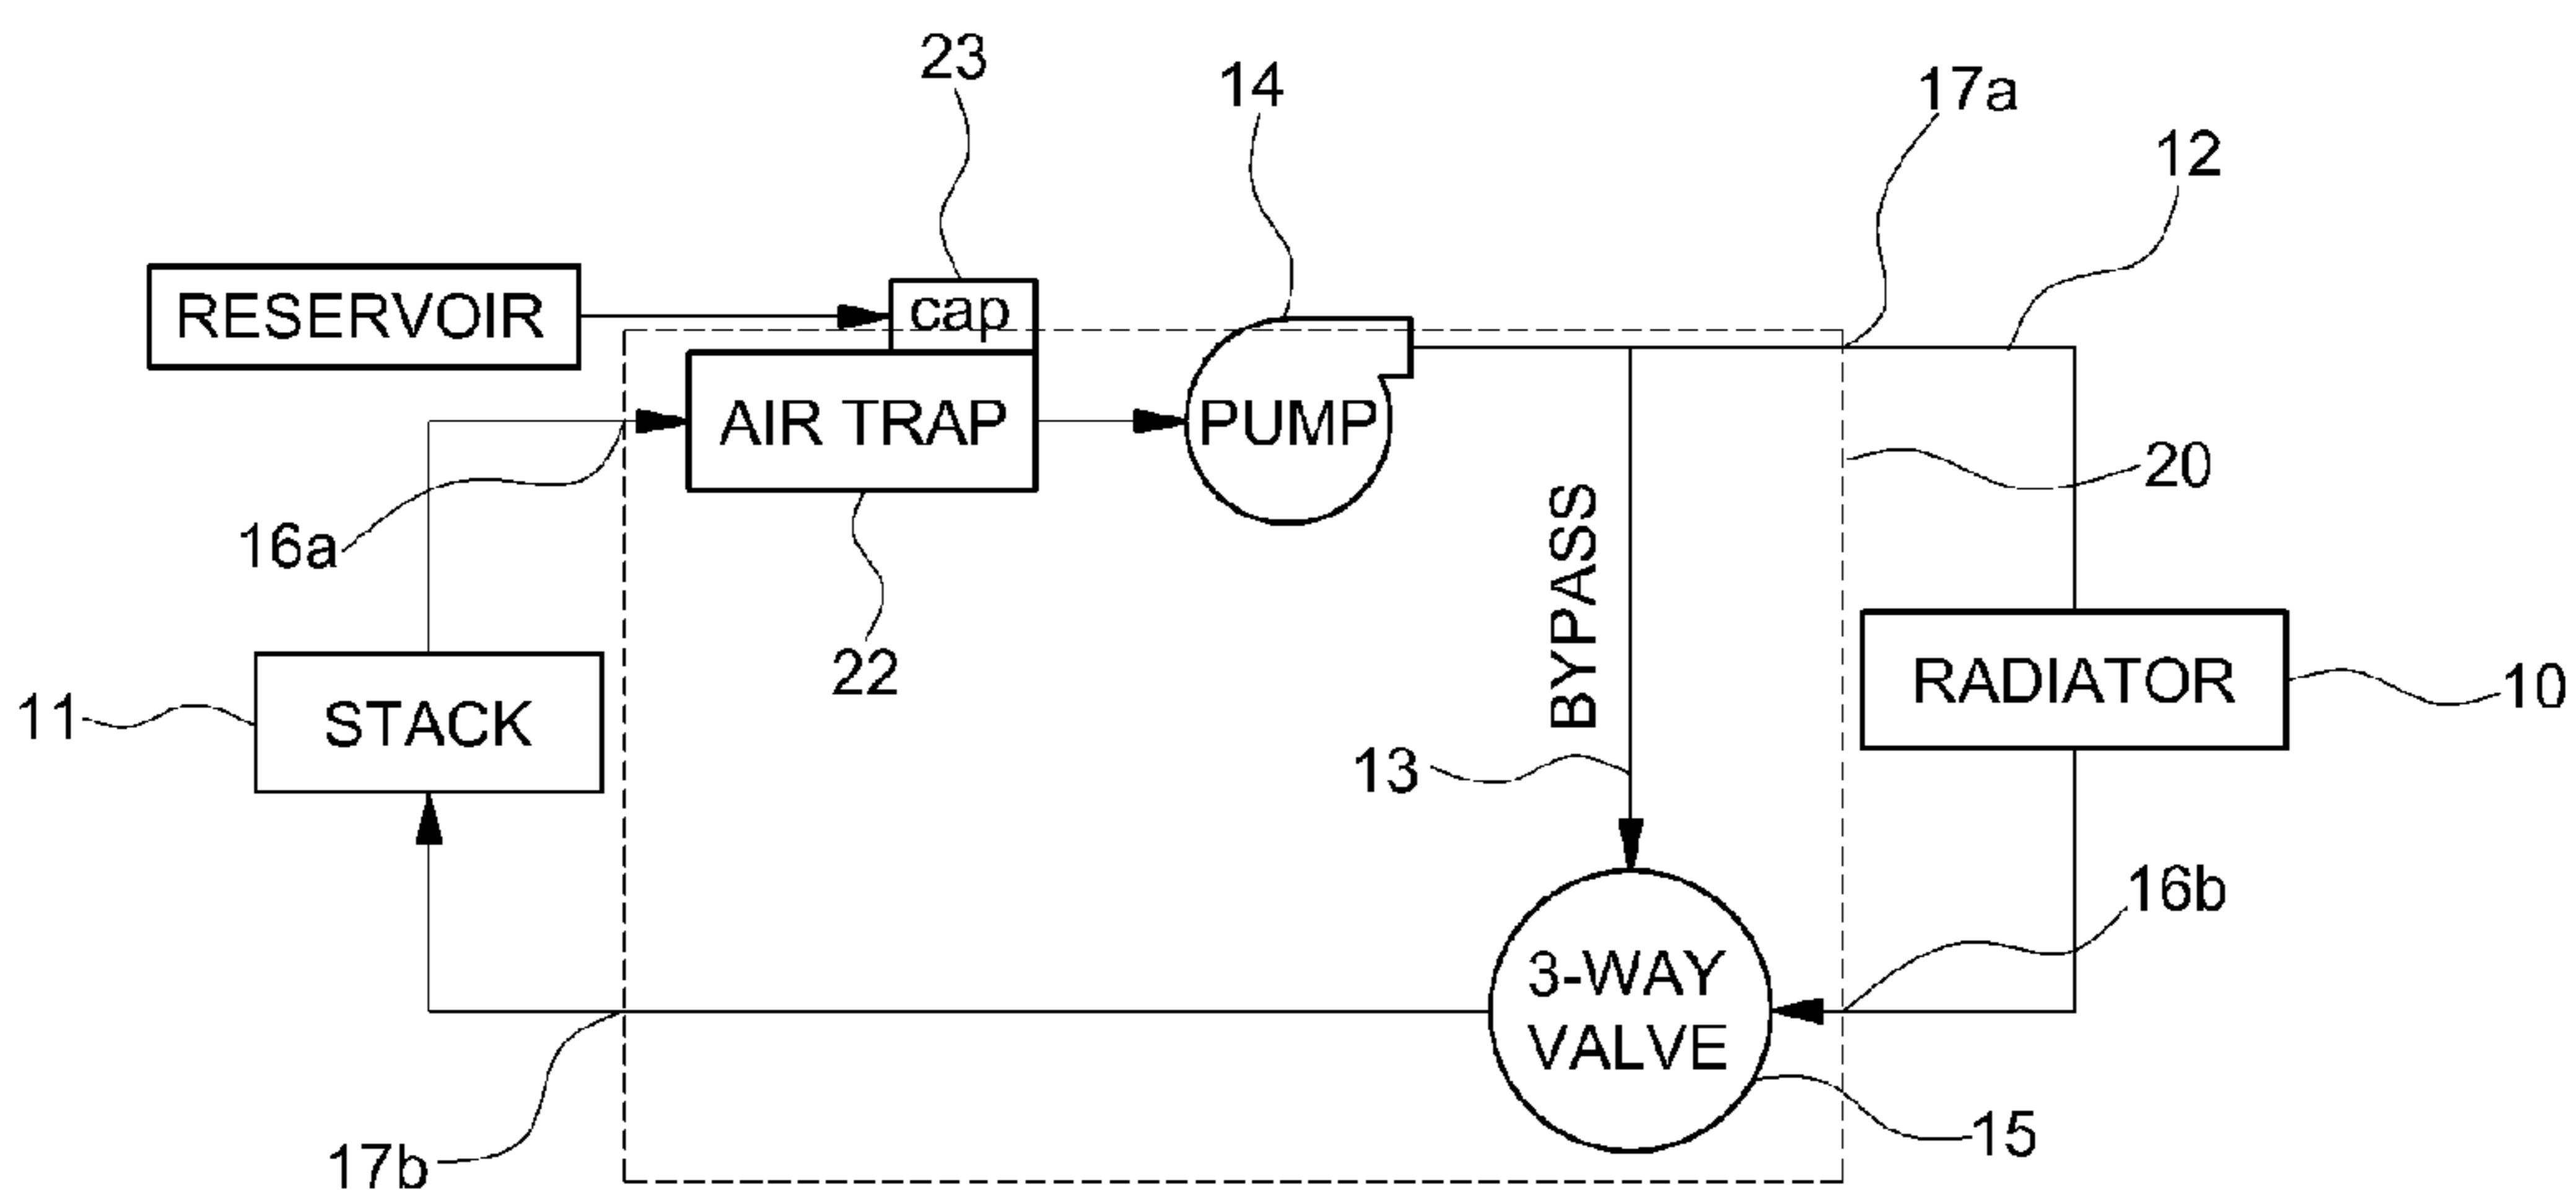 23
14
17a
12
RESERVOIR
cap
AIR TRAP
PUMP
20
16a
BYPASS
22
11
STACK
RADIATOR
10
13
16b
3-WAY
VALVE
15
17b